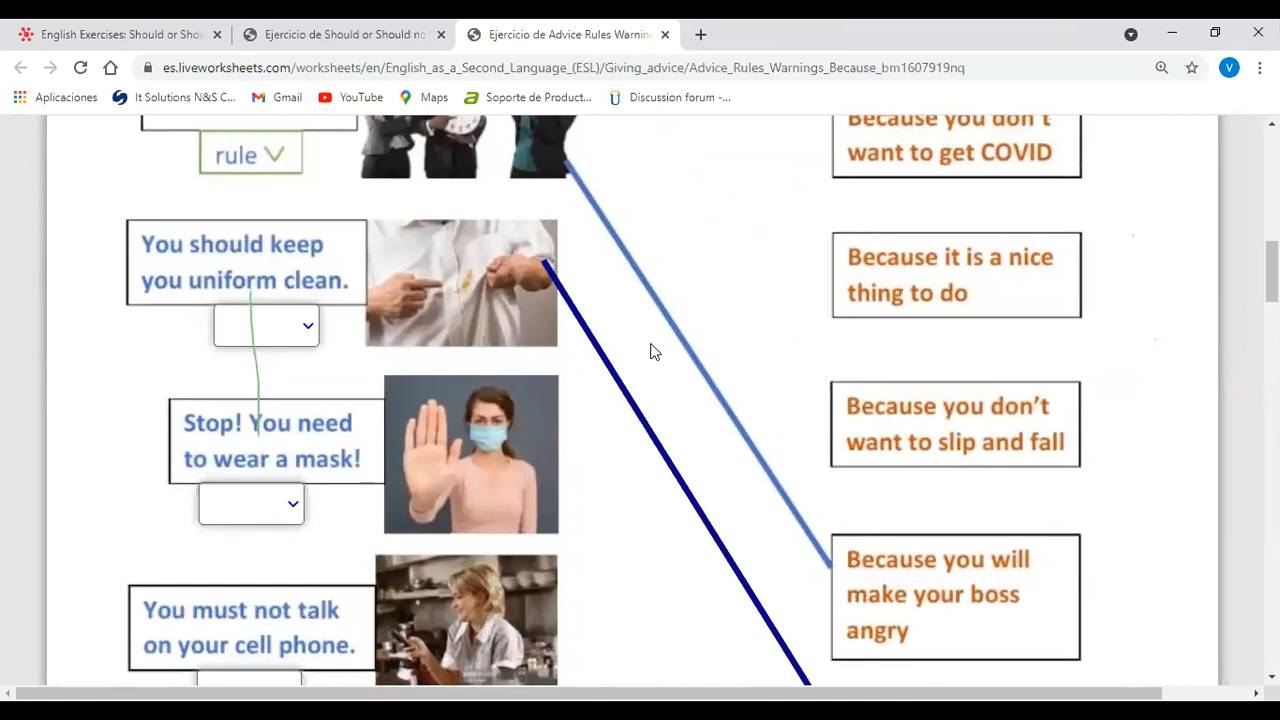 English Exercises: Should or Shou
Ejercicio de Should or Should no
Ejercicio de Advice Rules Warnin
es.liveworksheets.com/worksheets/en/English_as_a_Second_Language_(ESL)/Giving_advice/Advice_Rules_Warnings_Because_bm1607919nq
V
Aplicaciones
It Solutions N&S C...
Gmail
YouTube
Maps
Soporte de Product...
Discussion forum -...
rule
Because you don't
want to get COVID
You should keep
you uniform clean.
Because it is a nice
thing to do
Stop! You need
to wear a mask!
Because you don't
want to slip and fall
You must not talk
on your cell phone.
Because you will
make your boss
angry